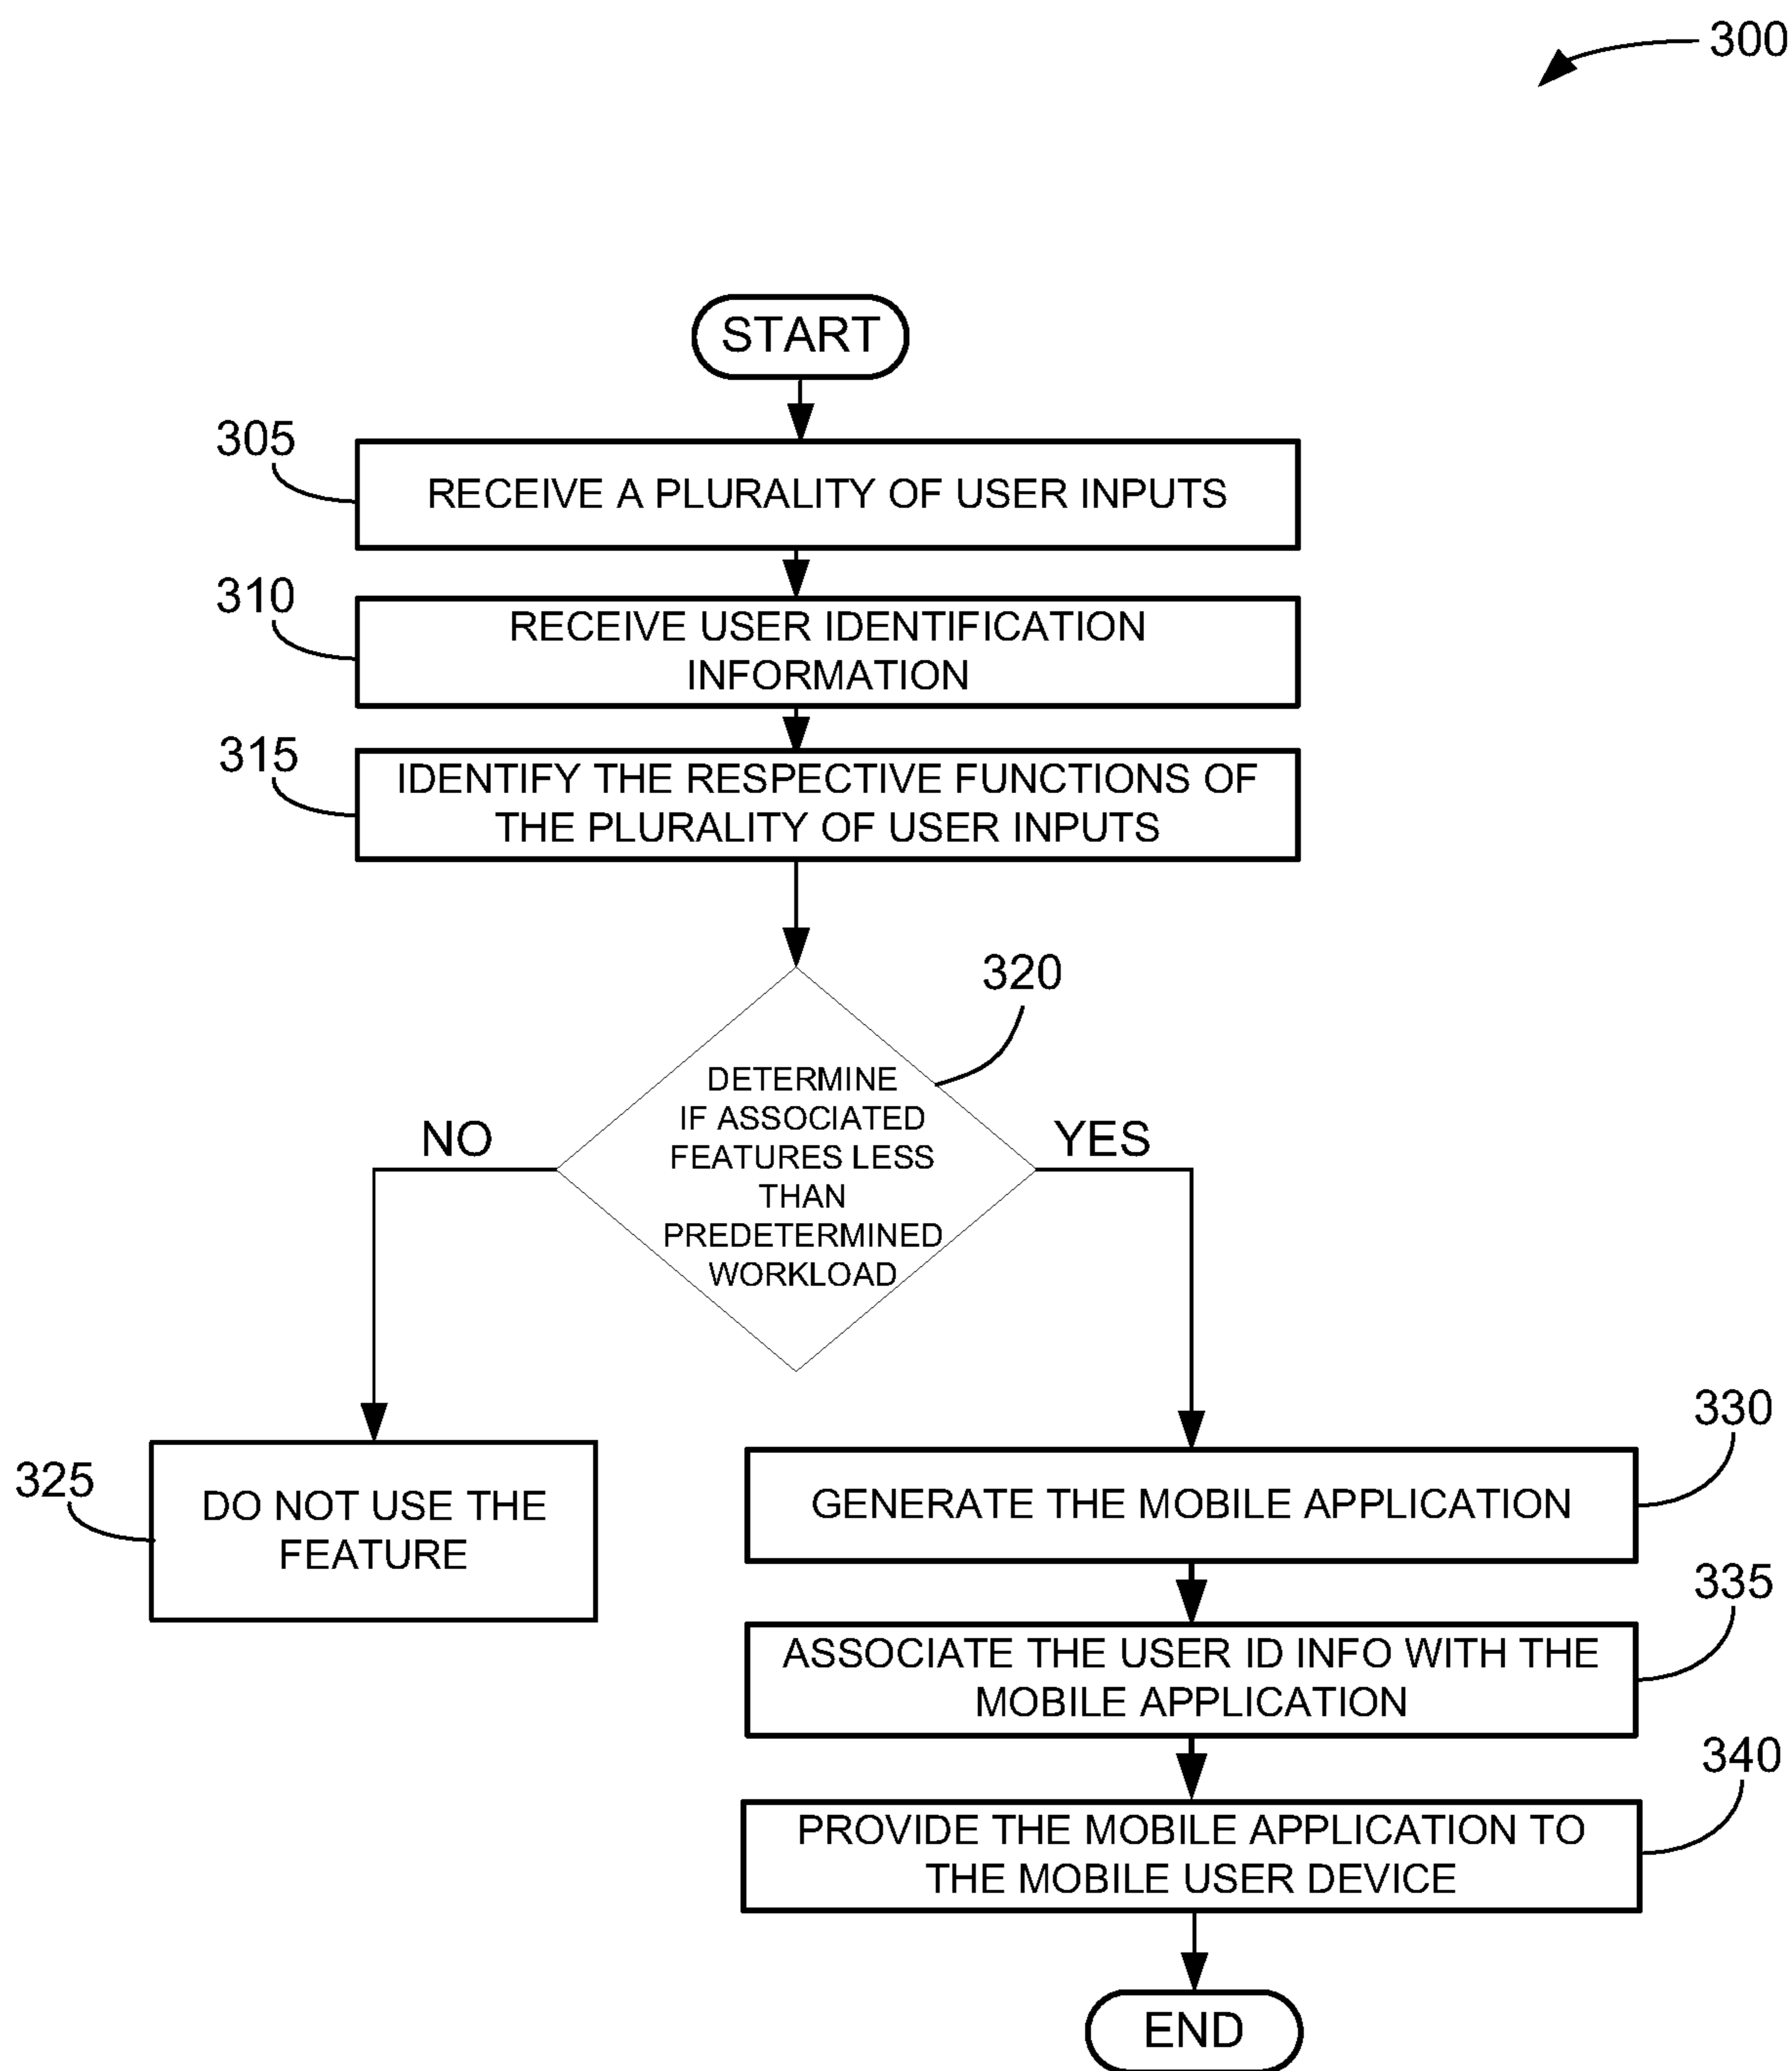 300
START
305
RECEIVE A PLURALITY OF USER INPUTS
310
RECEIVE USER IDENTIFICATION
INFORMATION
315
IDENTIFY THE RESPECTIVE FUNCTIONS OF
THE PLURALITY OF USER INPUTS
320
DETERMINE
IF ASSOCIATED
FEATURES LESS
THAN
PREDETERMINED
WORKLOAD
NO
YES
325
DO NOT USE THE
FEATURE
330
GENERATE THE MOBILE APPLICATION
335
ASSOCIATE THE USER ID INFO WITH THE
MOBILE APPLICATION
340
PROVIDE THE MOBILE APPLICATION TO
THE MOBILE USER DEVICE
END